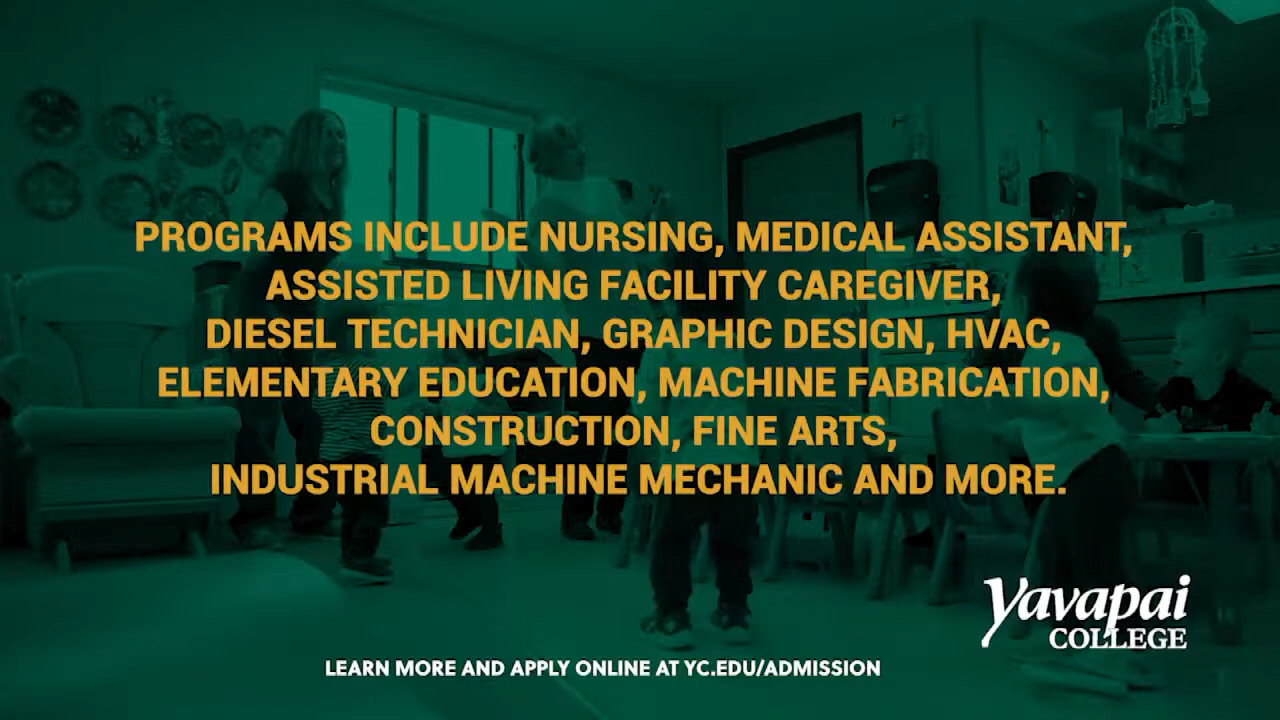 PROGRAMS INCLUDE NURSING, MEDICAL ASSISTANT,
ASSISTED LIVING FACILITY CAREGIVER,
DIESEL TECHNICIAN, GRAPHIC DESIGN, HVAC,
ELEMENTARY EDUCATION, MACHINE FABRICATION,
CONSTRUCTION, FINE ARTS,
INDUSTRIAL MACHINE MECHANIC AND MORE.
Yavapai
COLLEGE
LEARN MORE AND APPLY ONLINE AT YC.EDU/ADMISSION